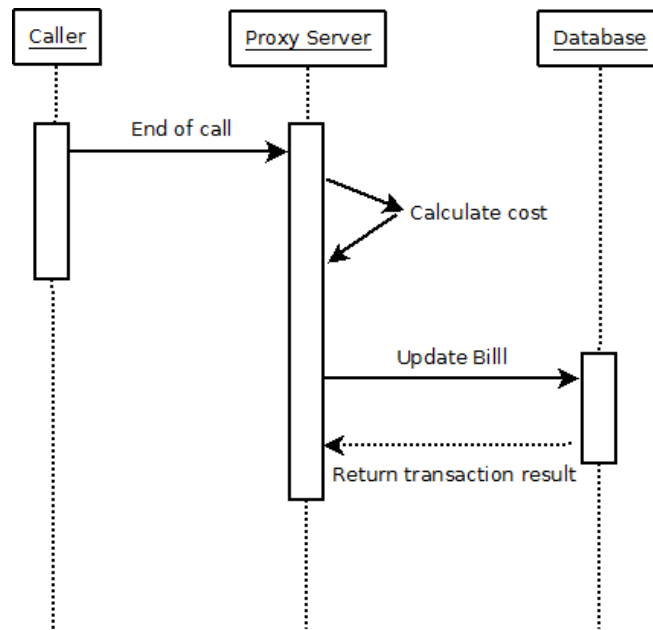 Caller
Proxy Server
Database
End of call
Calculate cost
Update Billl
Return transaction result